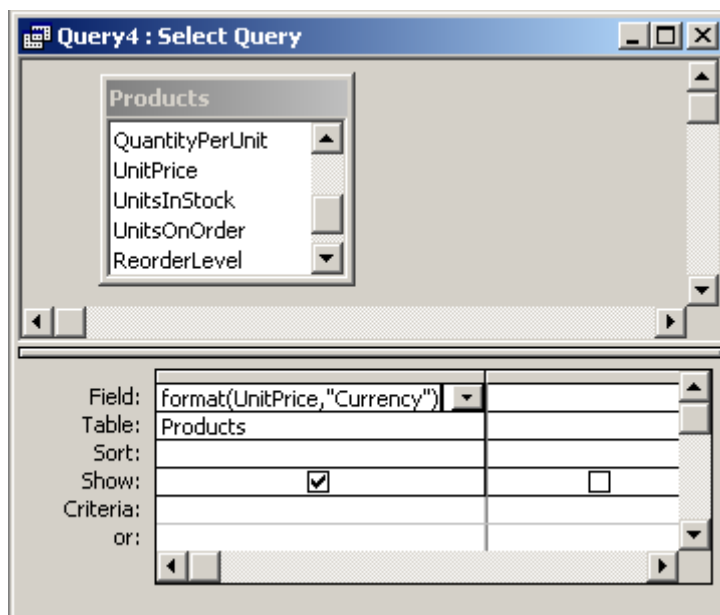 Query4 : Select Query
Products
QuantityPerUnit
UnitPrice
UnitsInStock
UnitsOnOrder
ReorderLevel
Field: format(UnitPrice,"Currency")
Table: Products
Sort:
Show:
Criteria:
or: